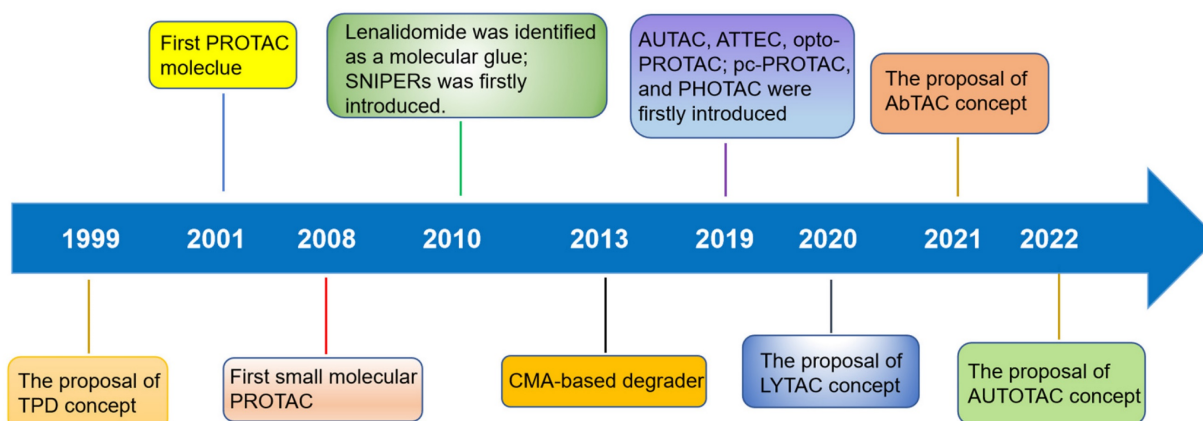 First PROTAC
moleclue
Lenalidomide was identified
as a molecular glue;
SNIPERs was firstly
introduced.
AUTAC, ATTEC, opto-
PROTAC; pc-PROTAC,
and PHOTAC were
firstly introduced
The proposal of
AbTAC concept
1999 2001 2008 2010 2013 2019 2020 2021 2022
The proposal of
TPD concept
First small molecular
PROTAC
CMA-based degrader
The proposal of
LYTAC concept
The proposal of
AUTOTAC concept